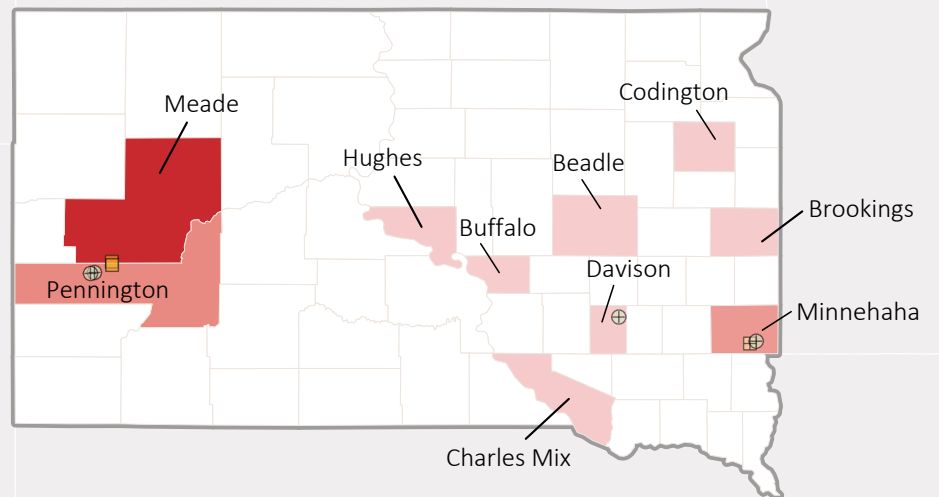 Codington
Meade
Hughes
Beadle
Brookings
Buffalo
Davison
Pennington
Minnehaha
Charles Mix